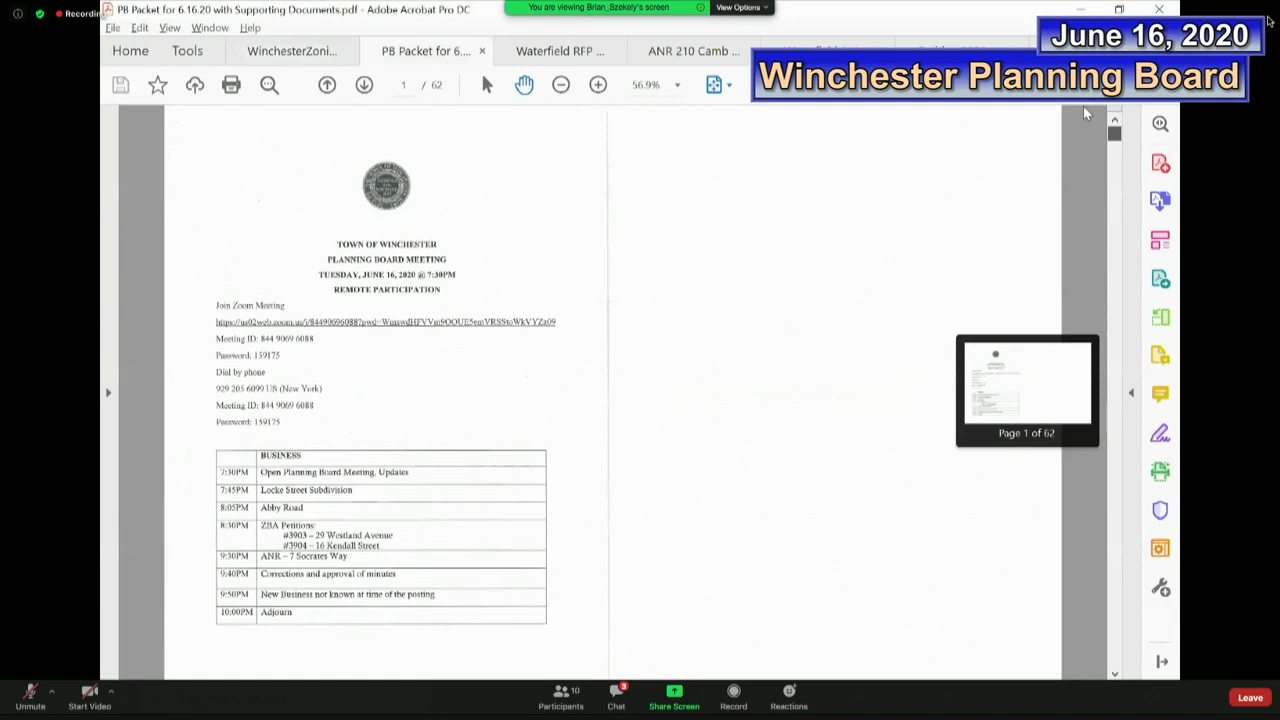 Recording
PB Packet for 6.16.20 with Supporting Documents.pdf - Adobe Acrobat Pro DC
You are viewing Brian_Szekely's screen
View Options
File Edit View Window Help
June 16, 2020
Winchester Planning Board
Home Tools WinchesterZoni... PB Packet for 6.... × Waterfield RFP ... ANR 210 Camb ...
1 / 62 56.9%
TOWN OF WINCHESTER
PLANNING BOARD MEETING
TUESDAY, JUNE 16, 2020 @ 7:30PM
REMOTE PARTICIPATION
Join Zoom Meeting
Meeting ID: 844 9069 6088
Password: 159175
Dial by phone
929 205 6099 US (New York)
Meeting ID: 844 9069 6088
Password: 159175
BUSINESS
7:30PM Open Planning Board Meeting, Updates
7:45PM Locke Street Subdivision
8:05PM Abby Road
8:30PM ZBA Petitions:
#3903 – 29 Westland Avenue
#3904 – 16 Kendall Street
9:30PM ANR – 7 Socrates Way
9:40PM Corrections and approval of minutes
9:50PM New Business not known at time of the posting
10:00PM Adjourn
Page 1 of 62
Unmute
Start Video
Participants 10
Chat 3
Share Screen
Record
Reactions
Leave